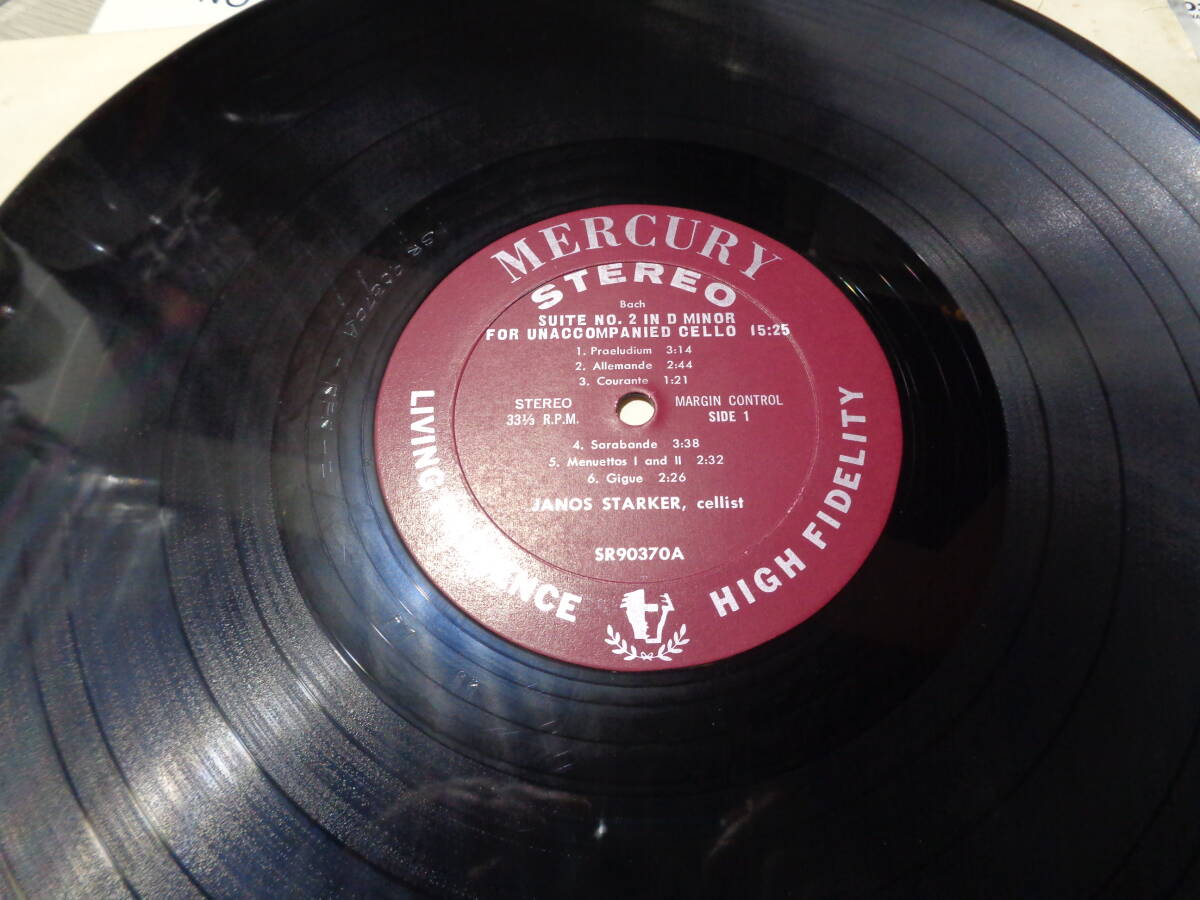 MERCURY
STEREO
Bach
SUITE NO. 2 IN D MINOR
FOR UNACCOMPANIED CELLO 15:25
1. Praeludium 3:14
2. Allemande 2:44
3. Courante 1:21
STEREO MARGIN CONTROL
33⅓ R.P.M. SIDE 1
4. Sarabande 3:38
5. Menuettos I and II 2:32
6. Gigue 2:26
JANOS STARKER, cellist
SR90370A
LIVING
HIGH FIDELITY